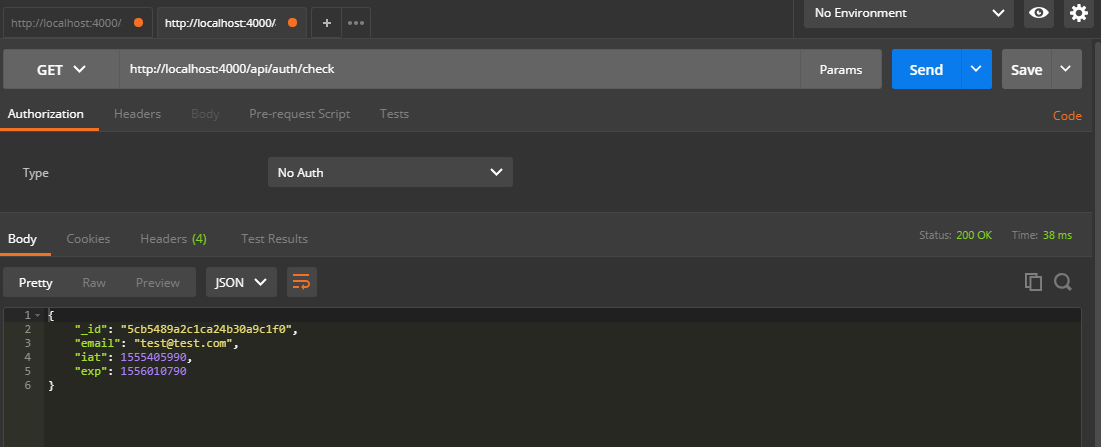 http://localhost:4000/ http://localhost:4000/ + No Environment
GET http://localhost:4000/api/auth/check Params Send Save
Authorization Headers Body Pre-request Script Tests Code
Type No Auth
Body Cookies Headers (4) Test Results Status: 200 OK Time: 38 ms
Pretty Raw Preview JSON
1 {
2 "_id": "5cb5489a2c1ca24b30a9c1f0",
3 "email": "test@test.com",
4 "iat": 1555405990,
5 "exp": 1556010790
6 }